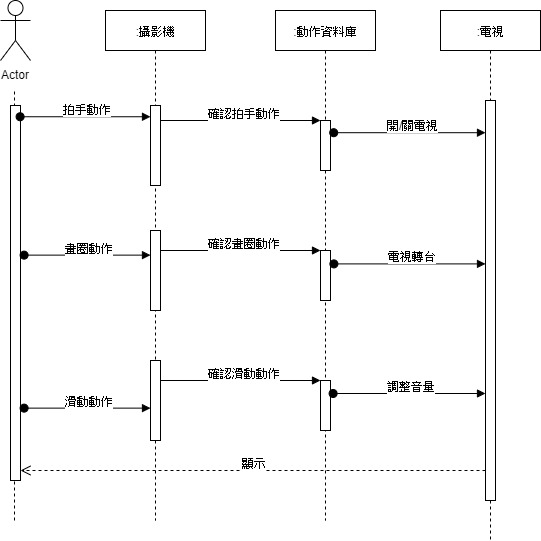 :攝影機
:動作資料庫
:電視
Actor
拍手動作
確認拍手動作
開/關電視
畫圈動作
確認畫圈動作
電視轉台
滑動動作
確認滑動動作
調整音量
顯示